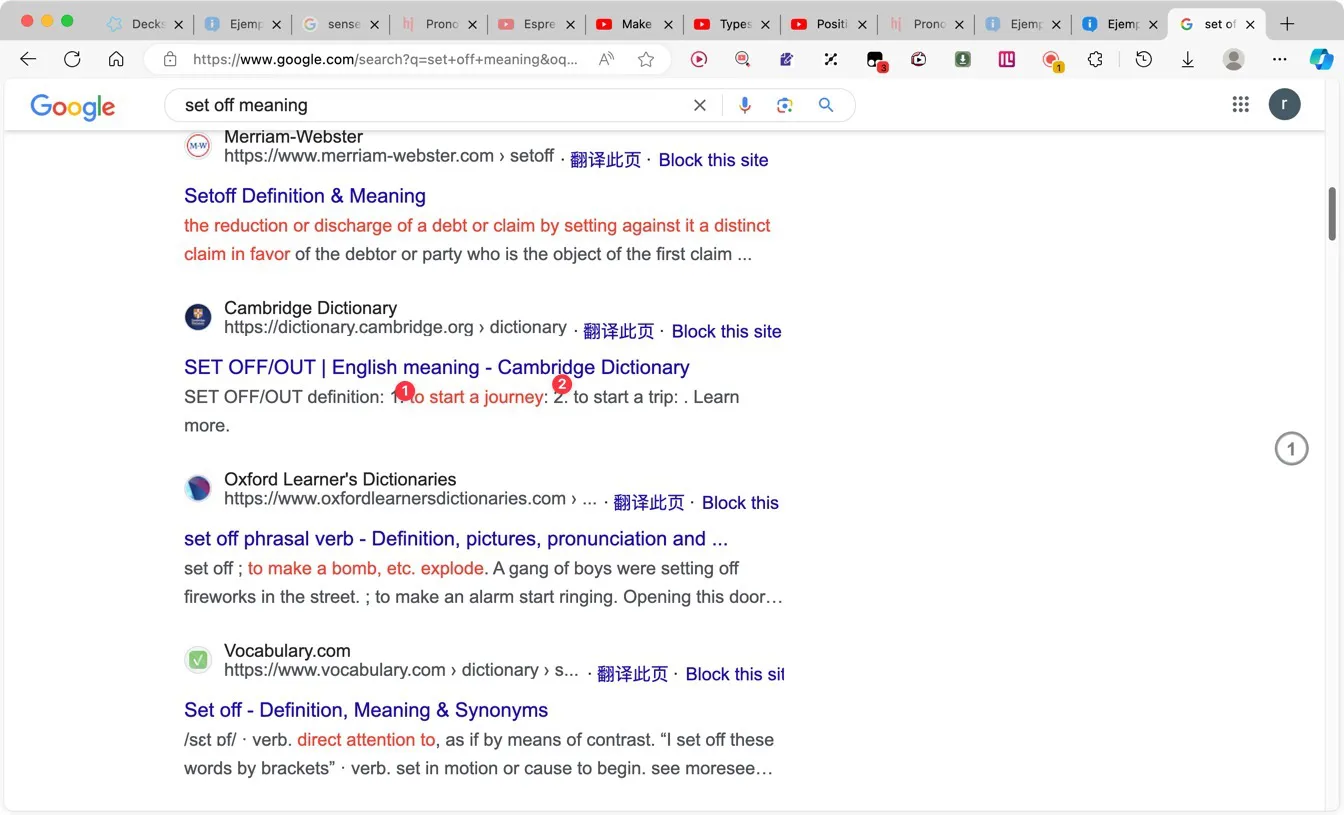 Decks
Ejemp
sense
Prono
Espre
Make
Types
Positi
Prono
Ejemp
Ejemp
set of
https://www.google.com/search?q=set+off+meaning&oq...
3
1
Google
set off meaning
r
Merriam-Webster
M-W
https://www.merriam-webster.com › setoff · 翻译此页 · Block this site
Setoff Definition & Meaning
the reduction or discharge of a debt or claim by setting against it a distinct
claim in favor of the debtor or party who is the object of the first claim ...
Cambridge Dictionary
https://dictionary.cambridge.org › dictionary · 翻译此页 · Block this site
SET OFF/OUT | English meaning - Cambridge Dictionary
1
2
SET OFF/OUT definition: 1. to start a journey: 2. to start a trip: . Learn
more.
1
Oxford Learner's Dictionaries
https://www.oxfordlearnersdictionaries.com › ... · 翻译此页 · Block this
set off phrasal verb - Definition, pictures, pronunciation and ...
set off ; to make a bomb, etc. explode. A gang of boys were setting off
fireworks in the street. ; to make an alarm start ringing. Opening this door…
Vocabulary.com
https://www.vocabulary.com › dictionary › s... · 翻译此页 · Block this sit
Set off - Definition, Meaning & Synonyms
/sɛt ɒf/ · verb. direct attention to, as if by means of contrast. “I set off these
words by brackets” · verb. set in motion or cause to begin. see moresee…